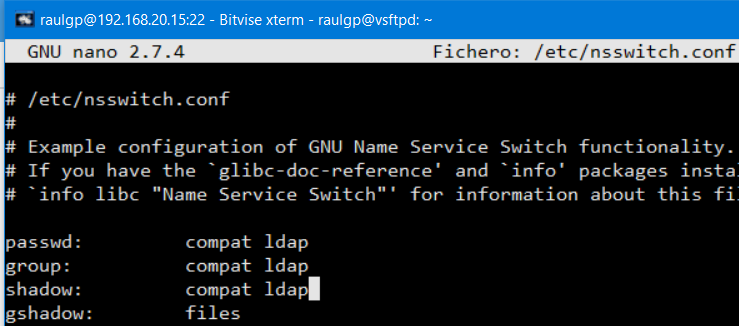 raulgp@192.168.20.15:22 - Bitvise xterm - raulgp@vsftpd: ~
GNU nano 2.7.4 Fichero: /etc/nsswitch.conf
# /etc/nsswitch.conf
#
# Example configuration of GNU Name Service Switch functionality.
# If you have the `glibc-doc-reference' and `info' packages instal
# `info libc "Name Service Switch"' for information about this fil
passwd: compat ldap
group: compat ldap
shadow: compat ldap
gshadow: files